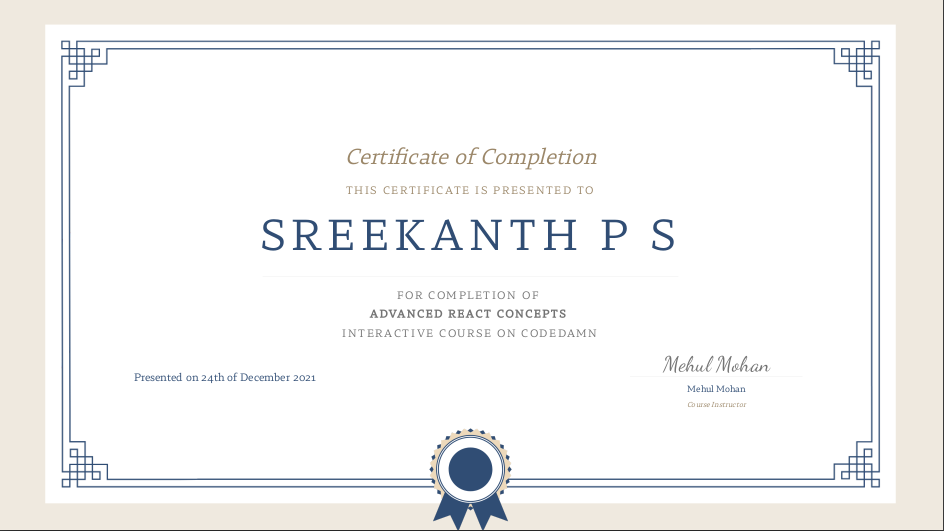 Certificate of Completion
THIS CERTIFICATE IS PRESENTED TO
SREEKANTH P S
FOR COMPLETION OF
ADVANCED REACT CONCEPTS
INTERACTIVE COURSE ON CODEDAMN
Presented on 24th of December 2021
Mehul Mohan
Mehul Mohan
Course Instructor